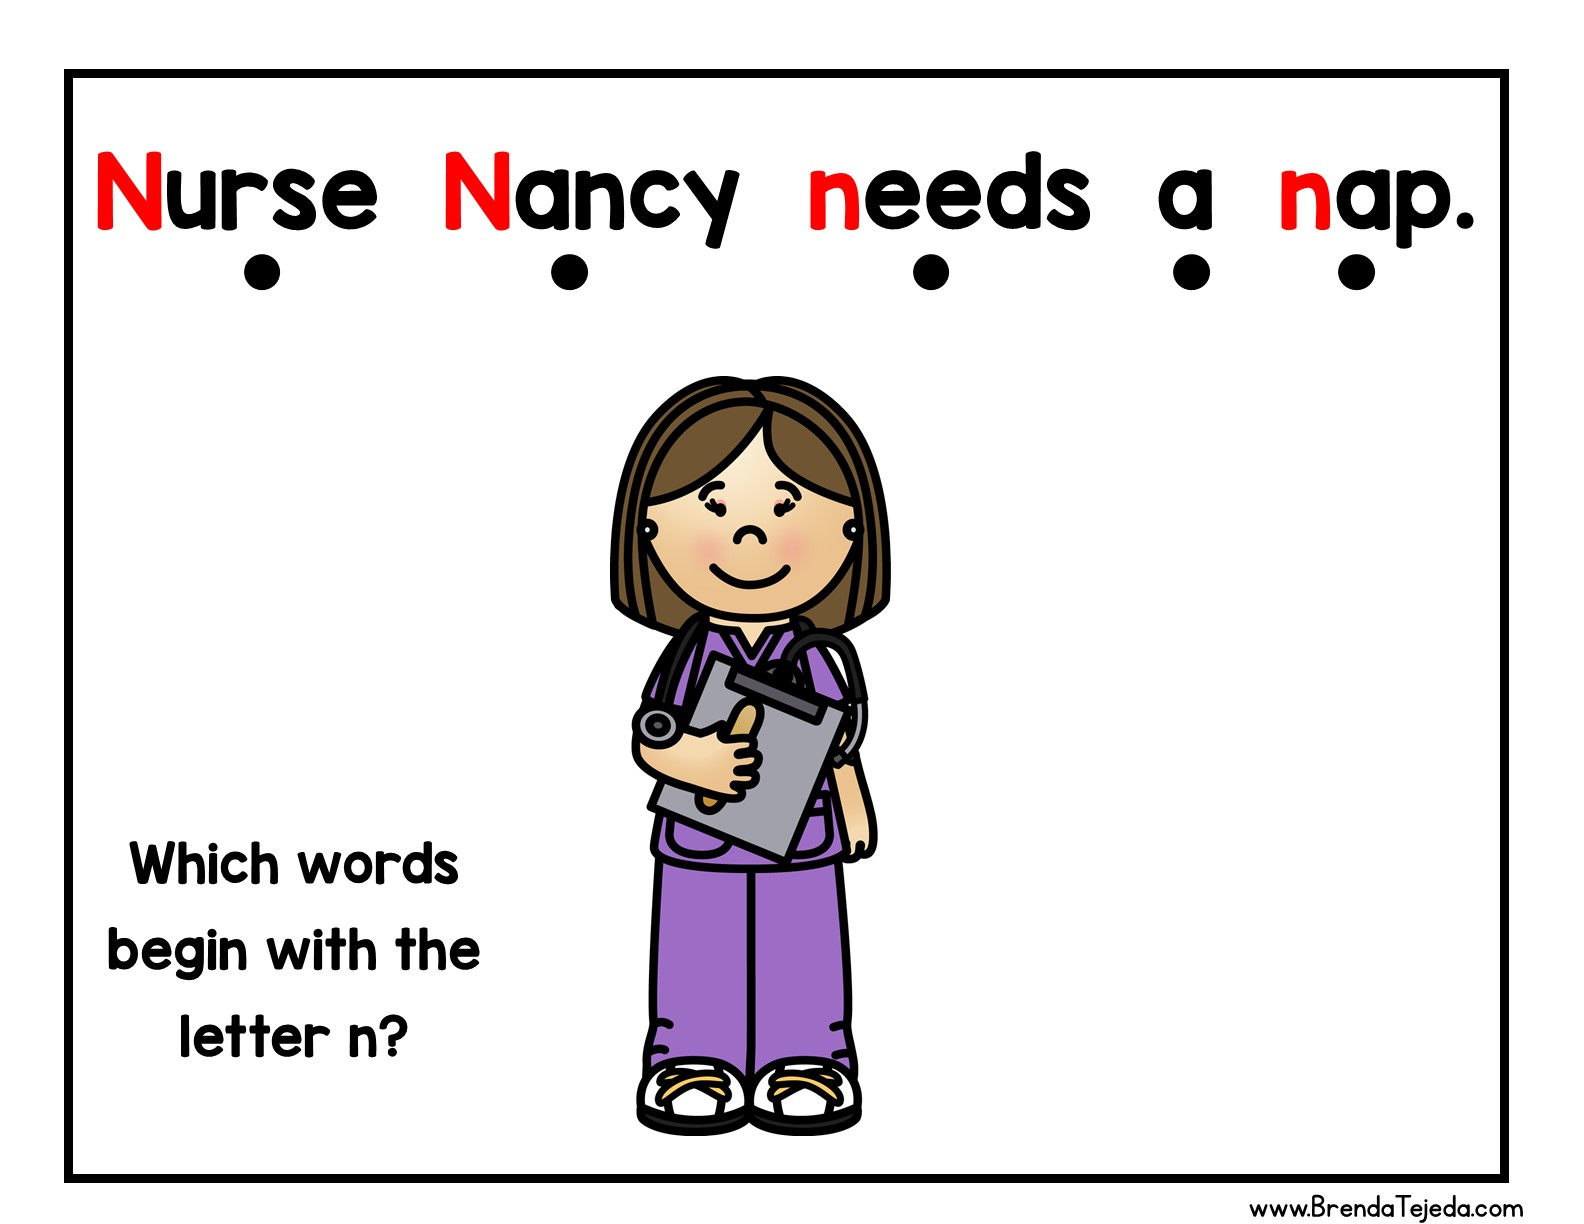 Nurse Nancy needs a nap.
Which words
begin with the
letter n?
www.BrendaTejeda.com